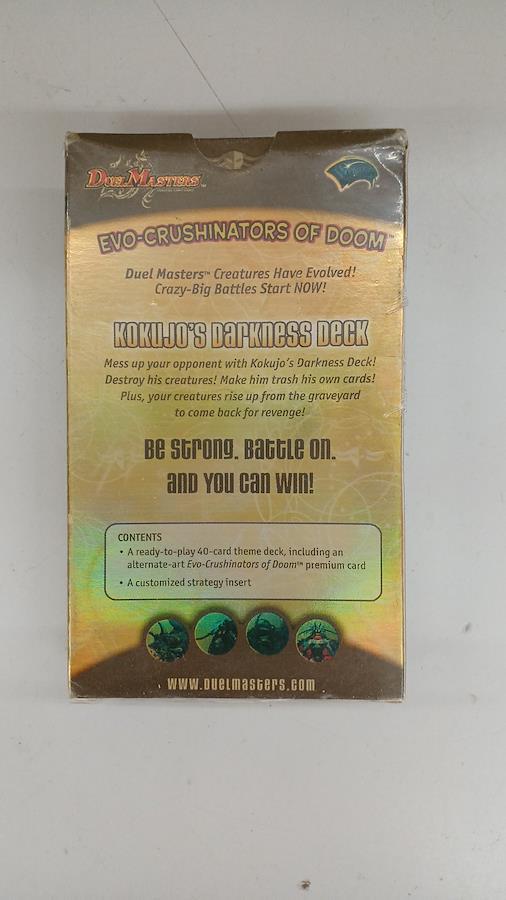 DUEL MASTERS™
EVO-CRUSHINATORS OF DOOM™
Duel Masters™ Creatures Have Evolved!
Crazy-Big Battles Start NOW!
KOKUJO'S DARKNESS DECK
Mess up your opponent with Kokujo's Darkness Deck!
Destroy his creatures! Make him trash his own cards!
Plus, your creatures rise up from the graveyard
to come back for revenge!
BE STRONG. BATTLE ON.
AND YOU CAN WIN!
CONTENTS
• A ready-to-play 40-card theme deck, including an
alternate-art Evo-Crushinators of Doom™ premium card
• A customized strategy insert
WWW.DUELMASTERS.COM